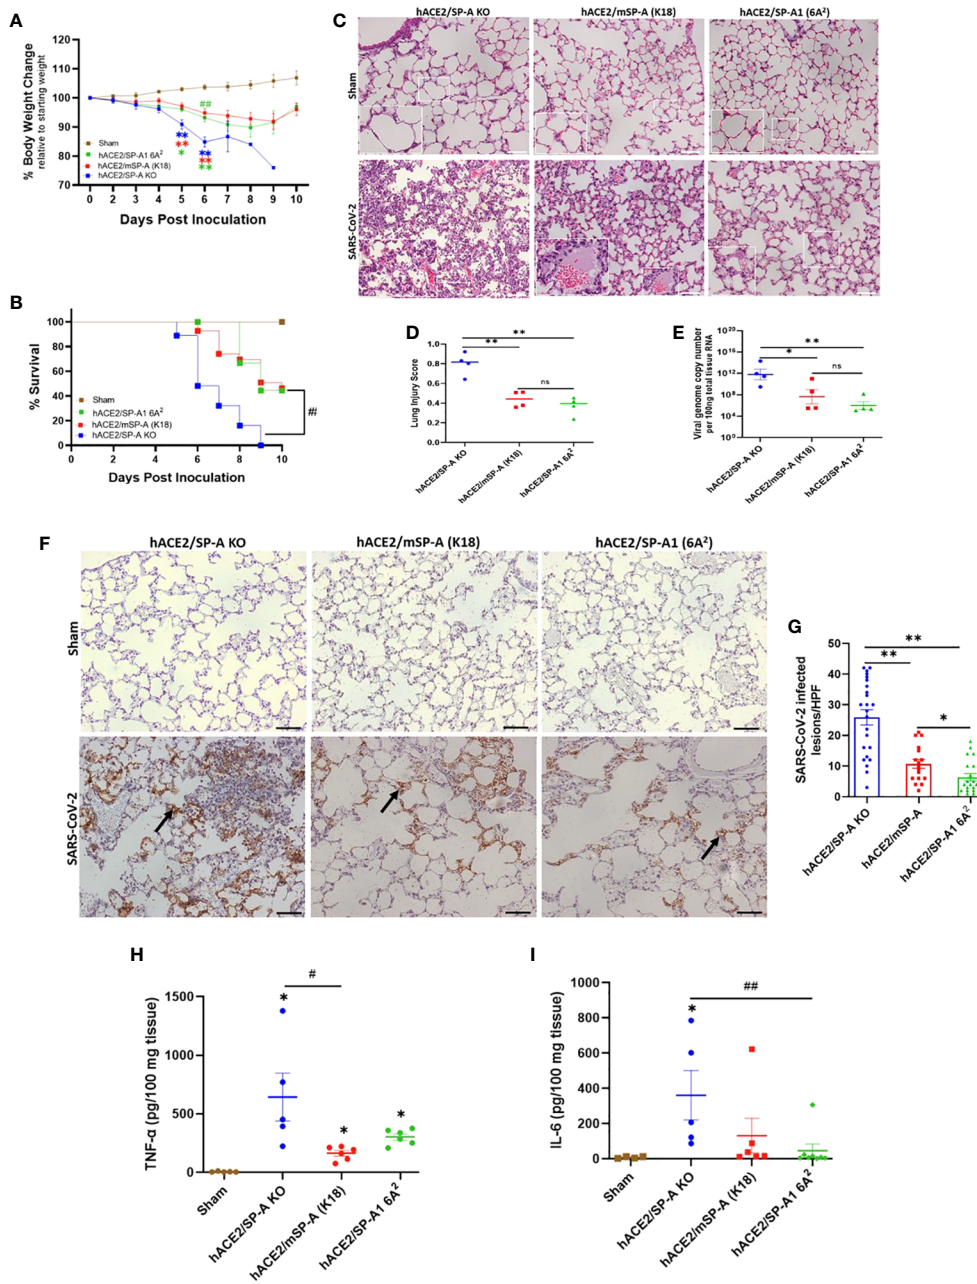 A
% Body Weight Change
relative to starting weight
120
110
100
90
80
70
##
**
**
*
**
**
**
Sham
hACE2/SP-A1 6A²
hACE2/mSP-A (K18)
hACE2/SP-A KO
0 1 2 3 4 5 6 7 8 9 10
Days Post Inoculation
B
% Survival
100
80
60
40
20
0
Sham
hACE2/SP-A1 6A²
hACE2/mSP-A (K18)
hACE2/SP-A KO
#
0 2 4 6 8 10
Days Post Inoculation
C
hACE2/SP-A KO hACE2/mSP-A (K18) hACE2/SP-A1 (6A²)
Sham
SARS-CoV-2
D
Lung Injury Score
1.0
0.8
0.6
0.4
0.2
0.0
**
**
ns
hACE2/SP-A KO
hACE2/mSP-A (K18)
hACE2/SP-A1 6A²
E
Viral genome copy number
per 100ng total tissue RNA
10²⁰
10¹⁶
10¹²
10⁸
10⁴
10⁰
**
*
ns
hACE2/SP-A KO
hACE2/mSP-A (K18)
hACE2/SP-A1 6A²
F
hACE2/SP-A KO hACE2/mSP-A (K18) hACE2/SP-A1 (6A²)
Sham
SARS-CoV-2
G
SARS-CoV-2 infected
lesions/HPF
50
40
30
20
10
0
**
**
*
hACE2/SP-A KO
hACE2/mSP-A
hACE2/SP-A1 6A²
H
TNF-α (pg/100 mg tissue)
1500
1000
500
0
#
*
*
*
Sham
hACE2/SP-A KO
hACE2/mSP-A (K18)
hACE2/SP-A1 6A²
I
IL-6 (pg/100 mg tissue)
1000
800
600
400
200
0
##
*
Sham
hACE2/SP-A KO
hACE2/mSP-A (K18)
hACE2/SP-A1 6A²